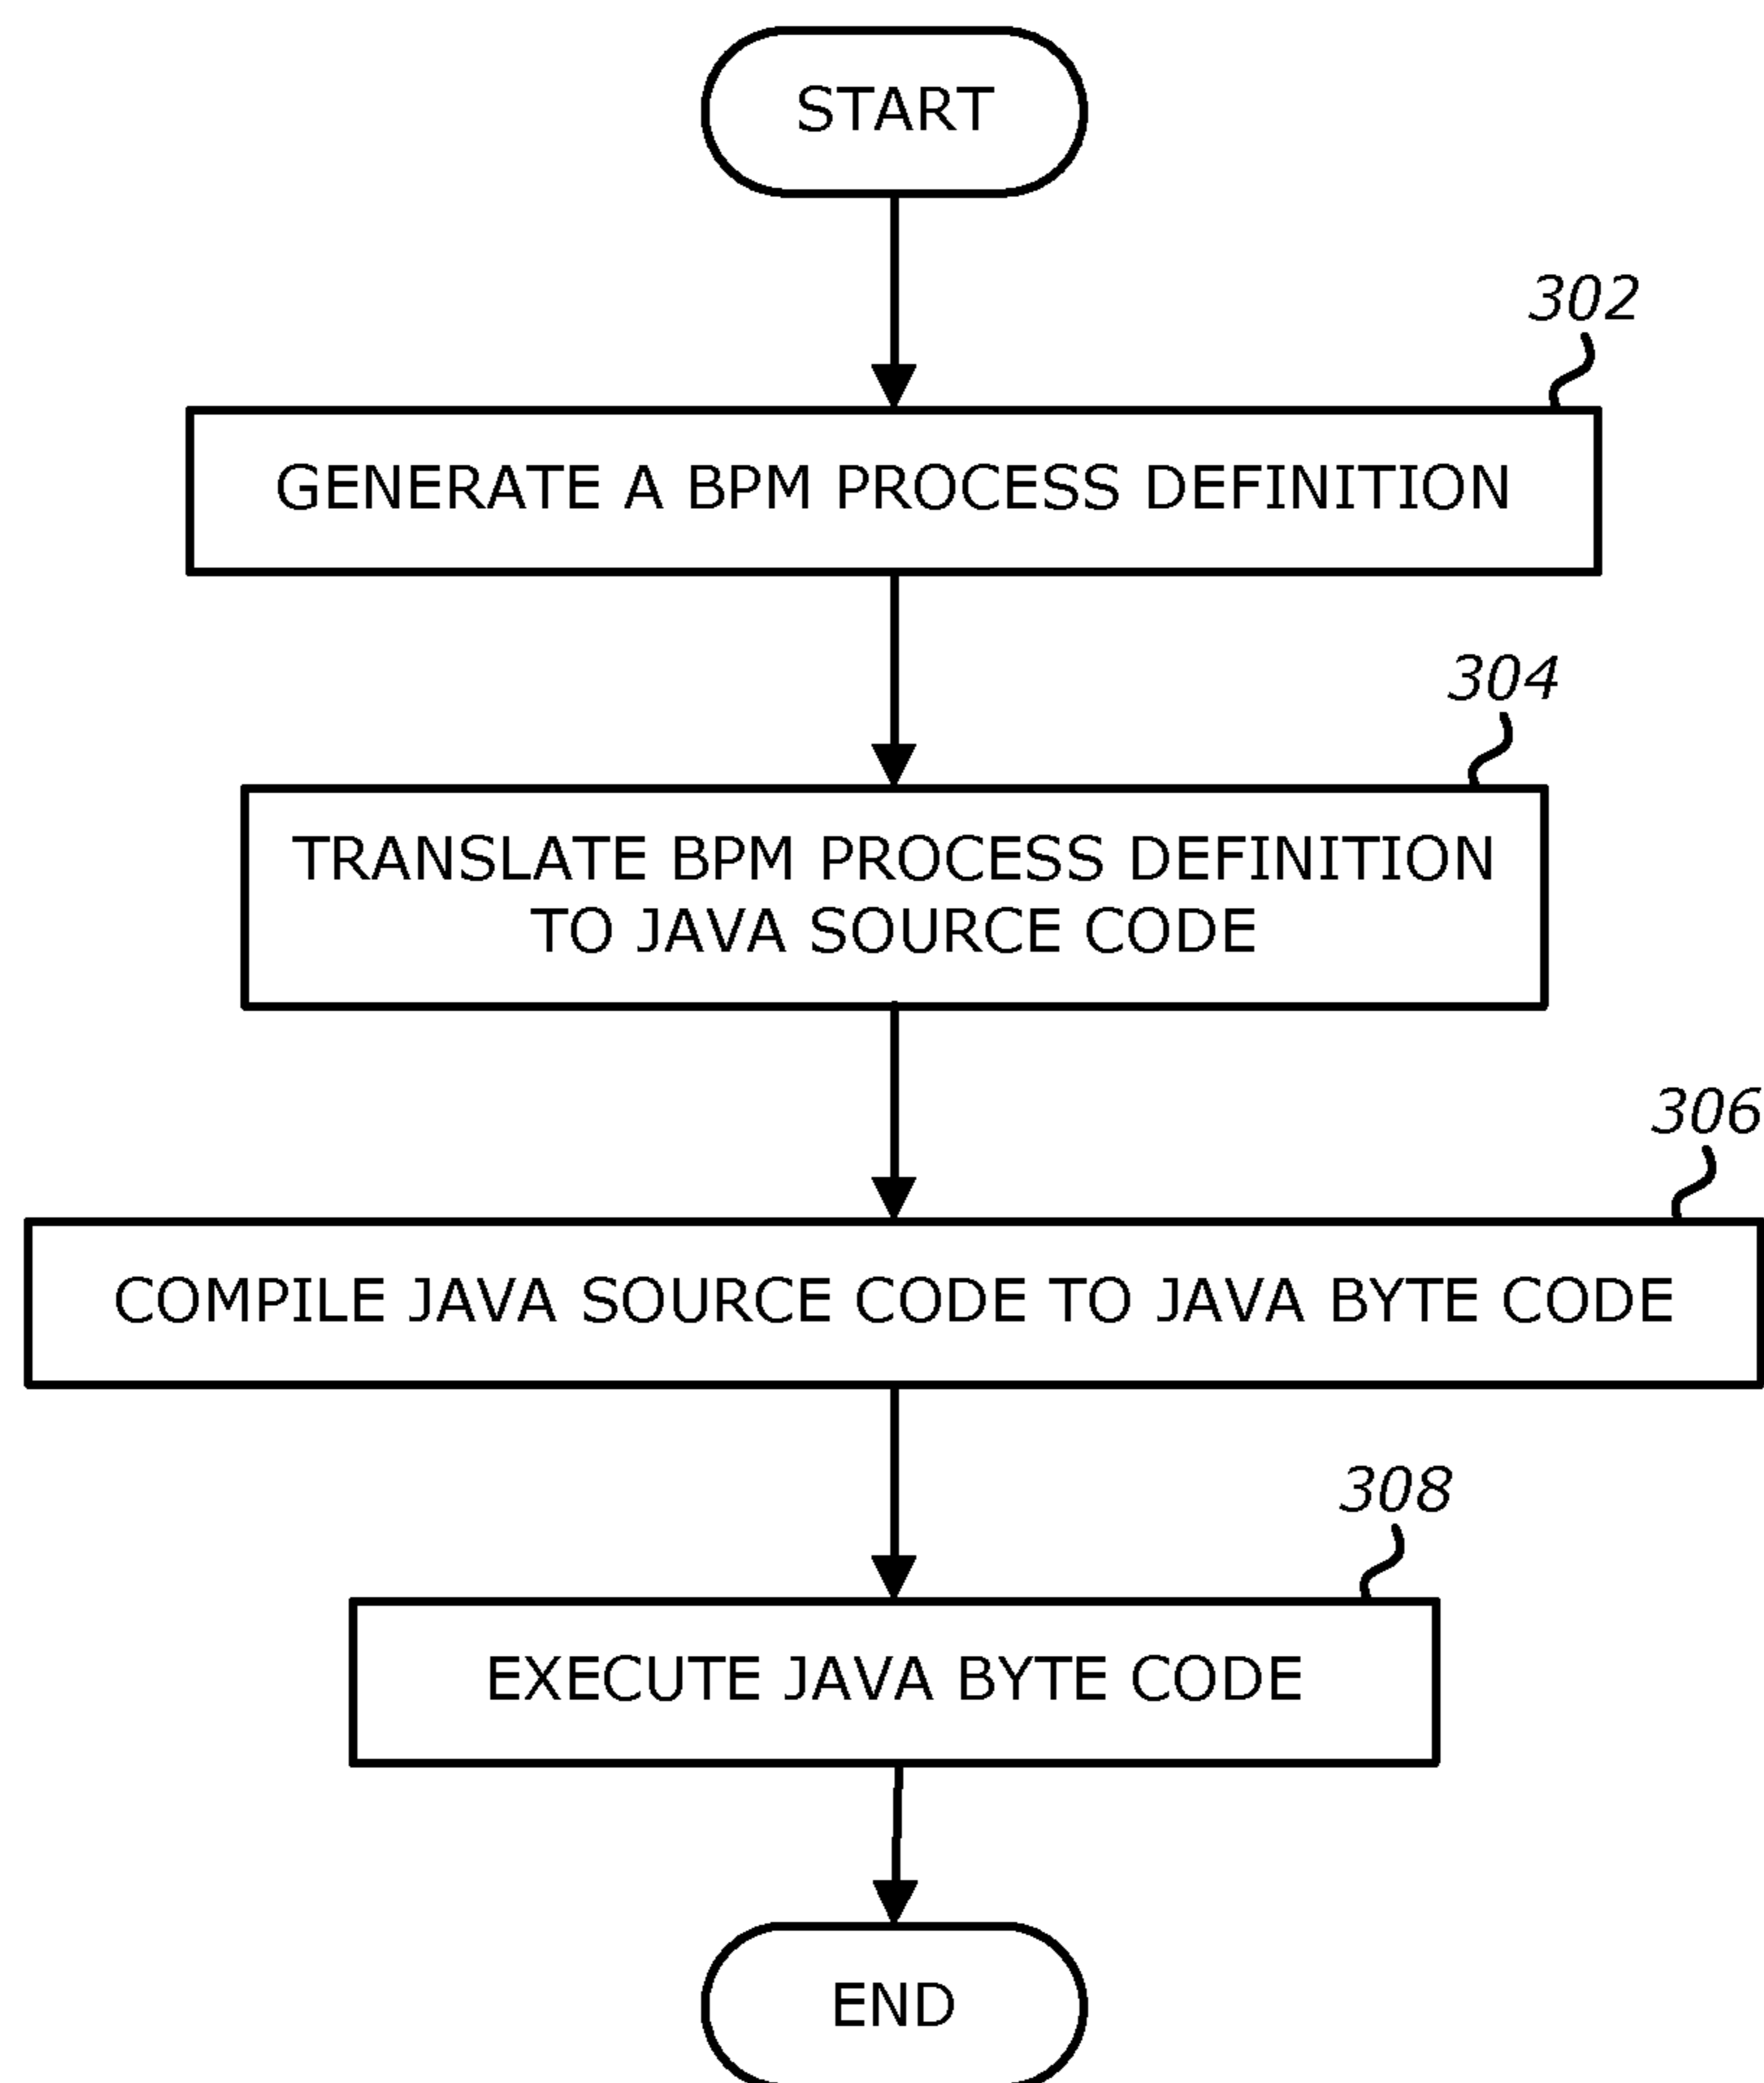 START
302
GENERATE A BPM PROCESS DEFINITION
304
TRANSLATE BPM PROCESS DEFINITION
TO JAVA SOURCE CODE
306
COMPILE JAVA SOURCE CODE TO JAVA BYTE CODE
308
EXECUTE JAVA BYTE CODE
END